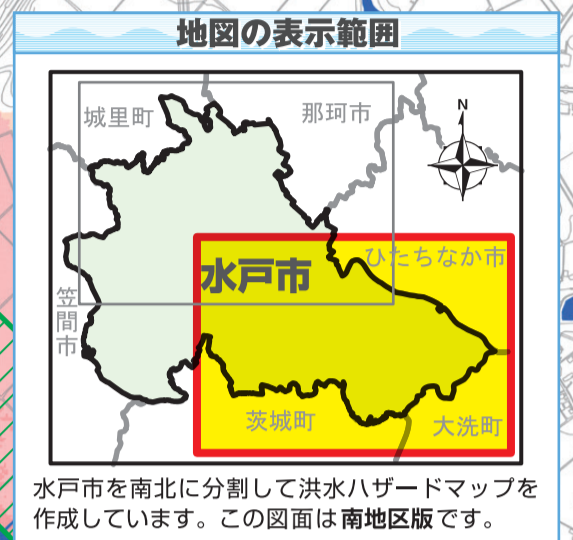 地図の表示範囲
N
城里町
那珂市
水戸市
ひたちなか市
笠間市
茨城町
大洗町
水戸市を南北に分割して洪水ハザードマップを
作成しています。この図面は南地区版です。